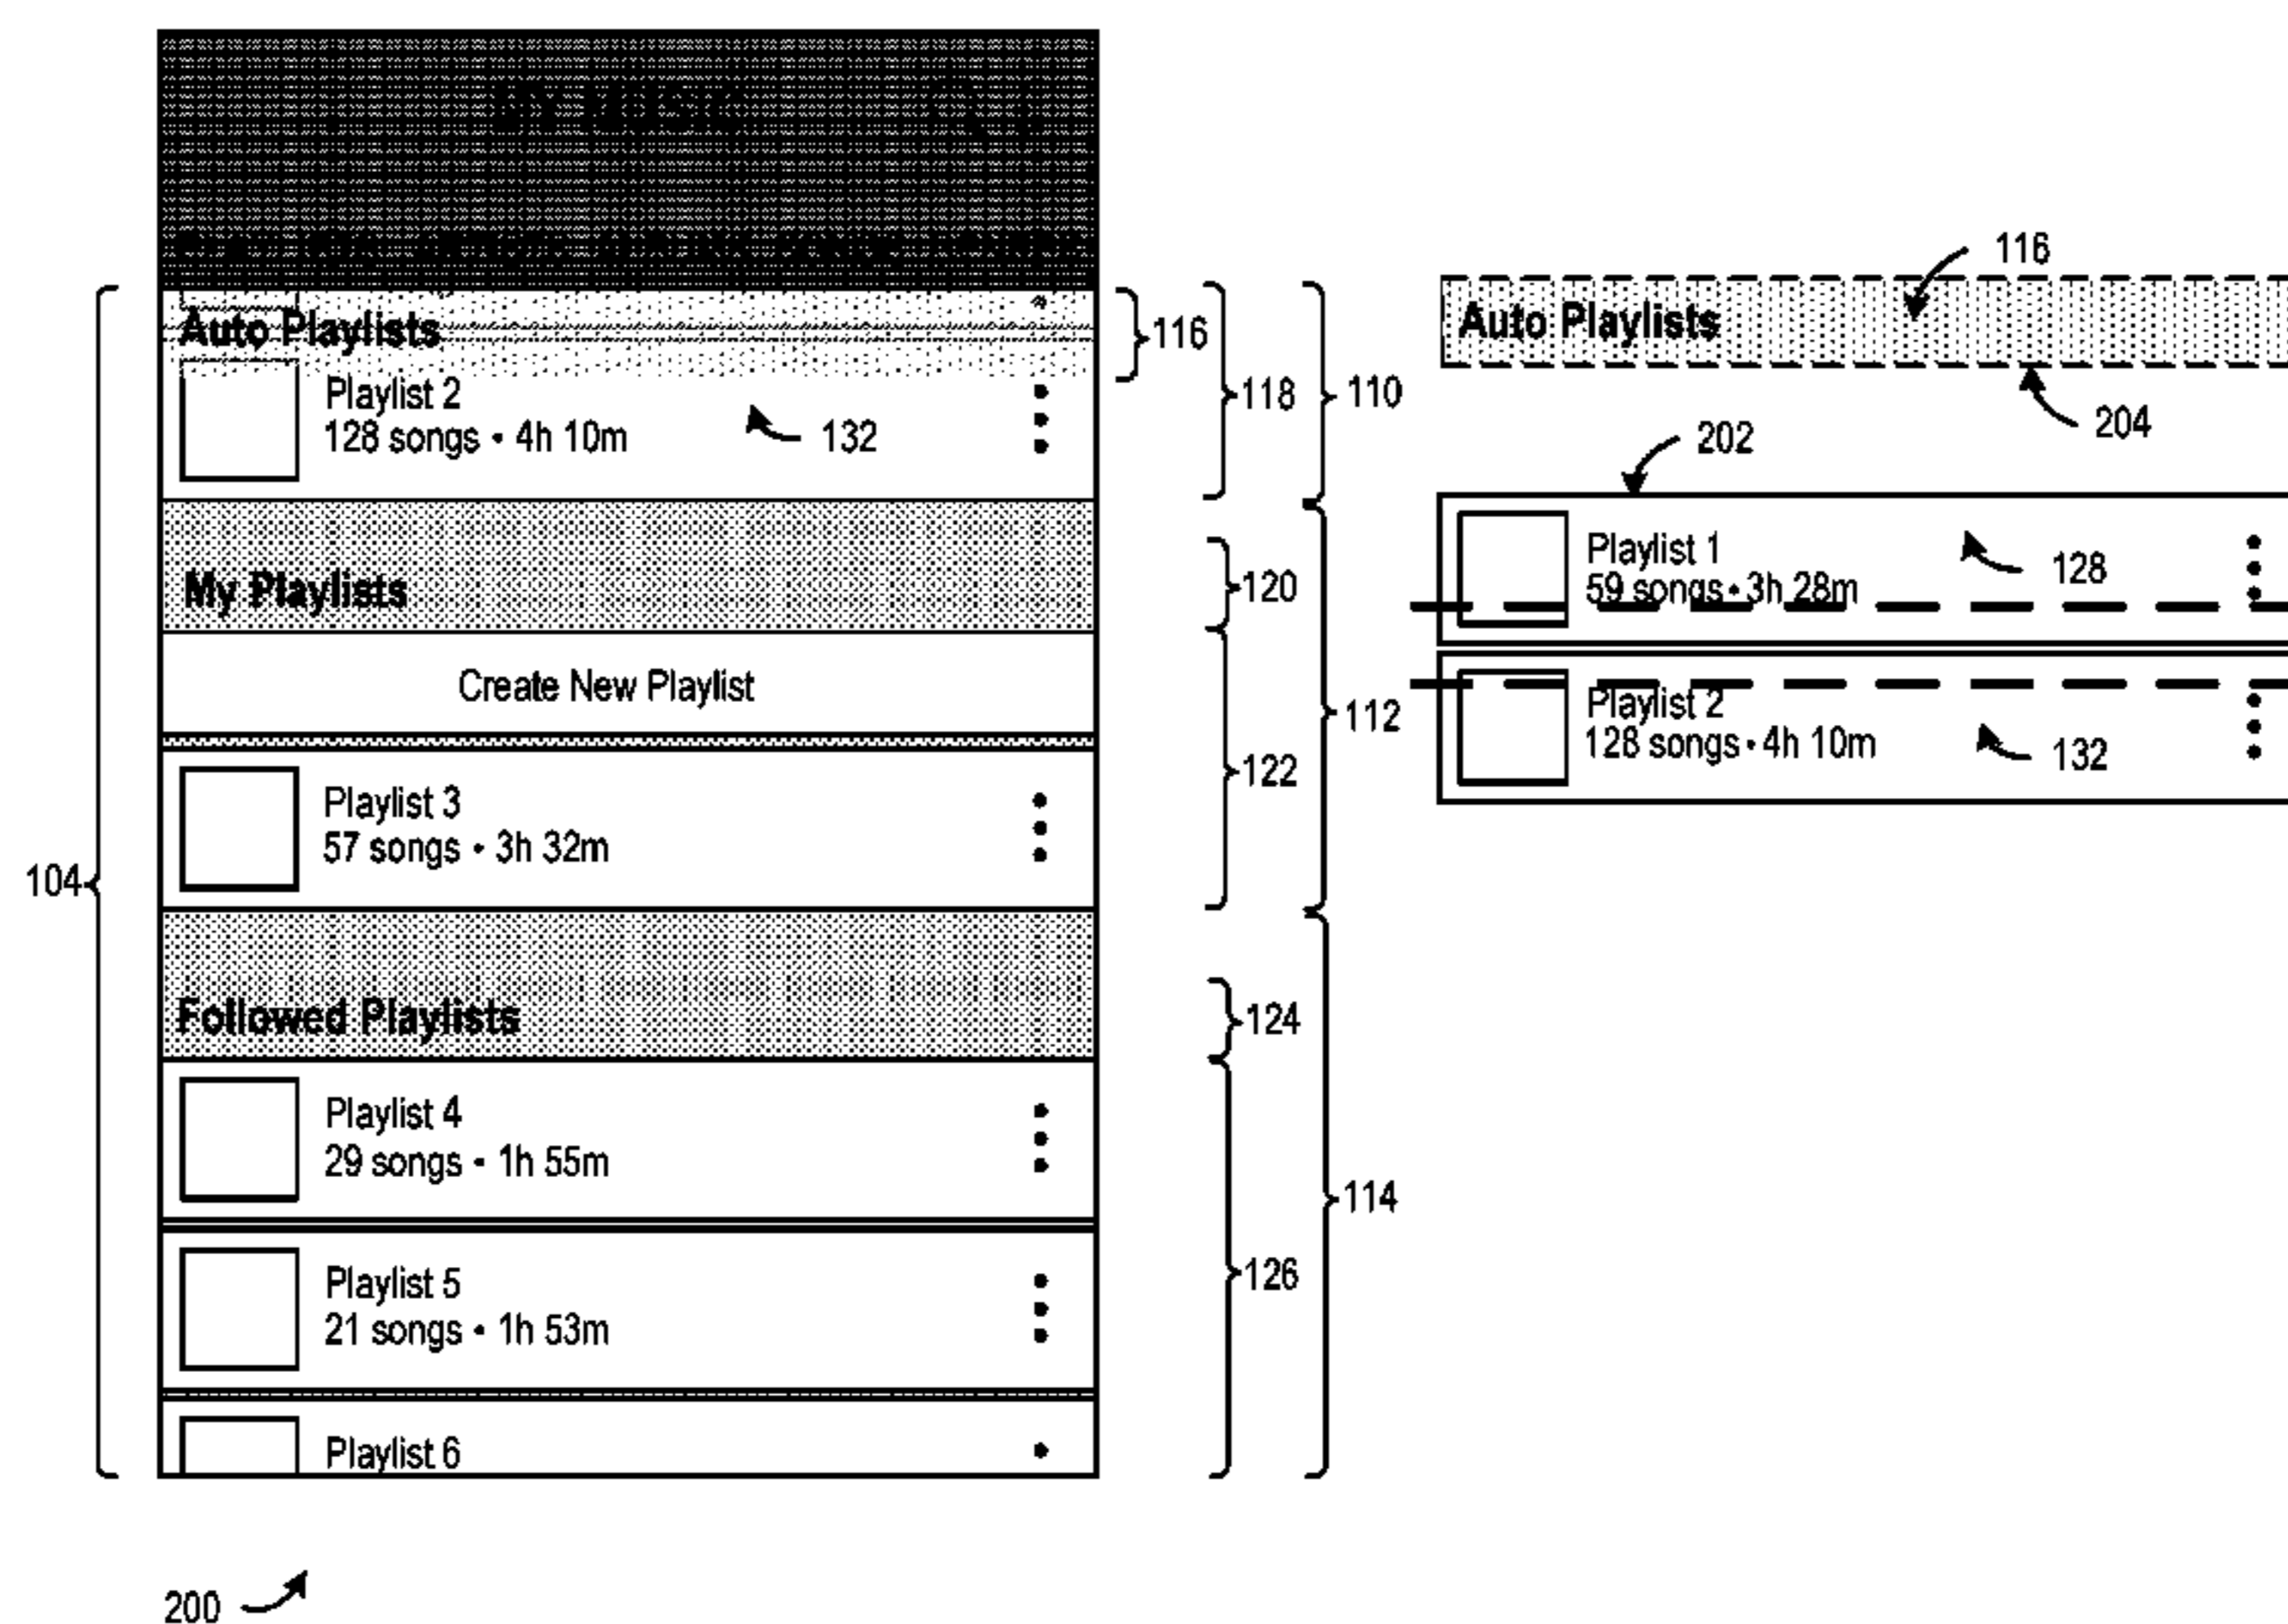 MY MUSIC
Auto Playlists
Playlist 2
128 songs • 4h 10m
132
My Playlists
Create New Playlist
Playlist 3
57 songs • 3h 32m
Followed Playlists
Playlist 4
29 songs • 1h 55m
Playlist 5
21 songs • 1h 53m
Playlist 6
104
116
118
110
120
112
122
124
114
126
116
Auto Playlists
204
202
Playlist 1
59 songs • 3h 28m
128
Playlist 2
128 songs • 4h 10m
132
200